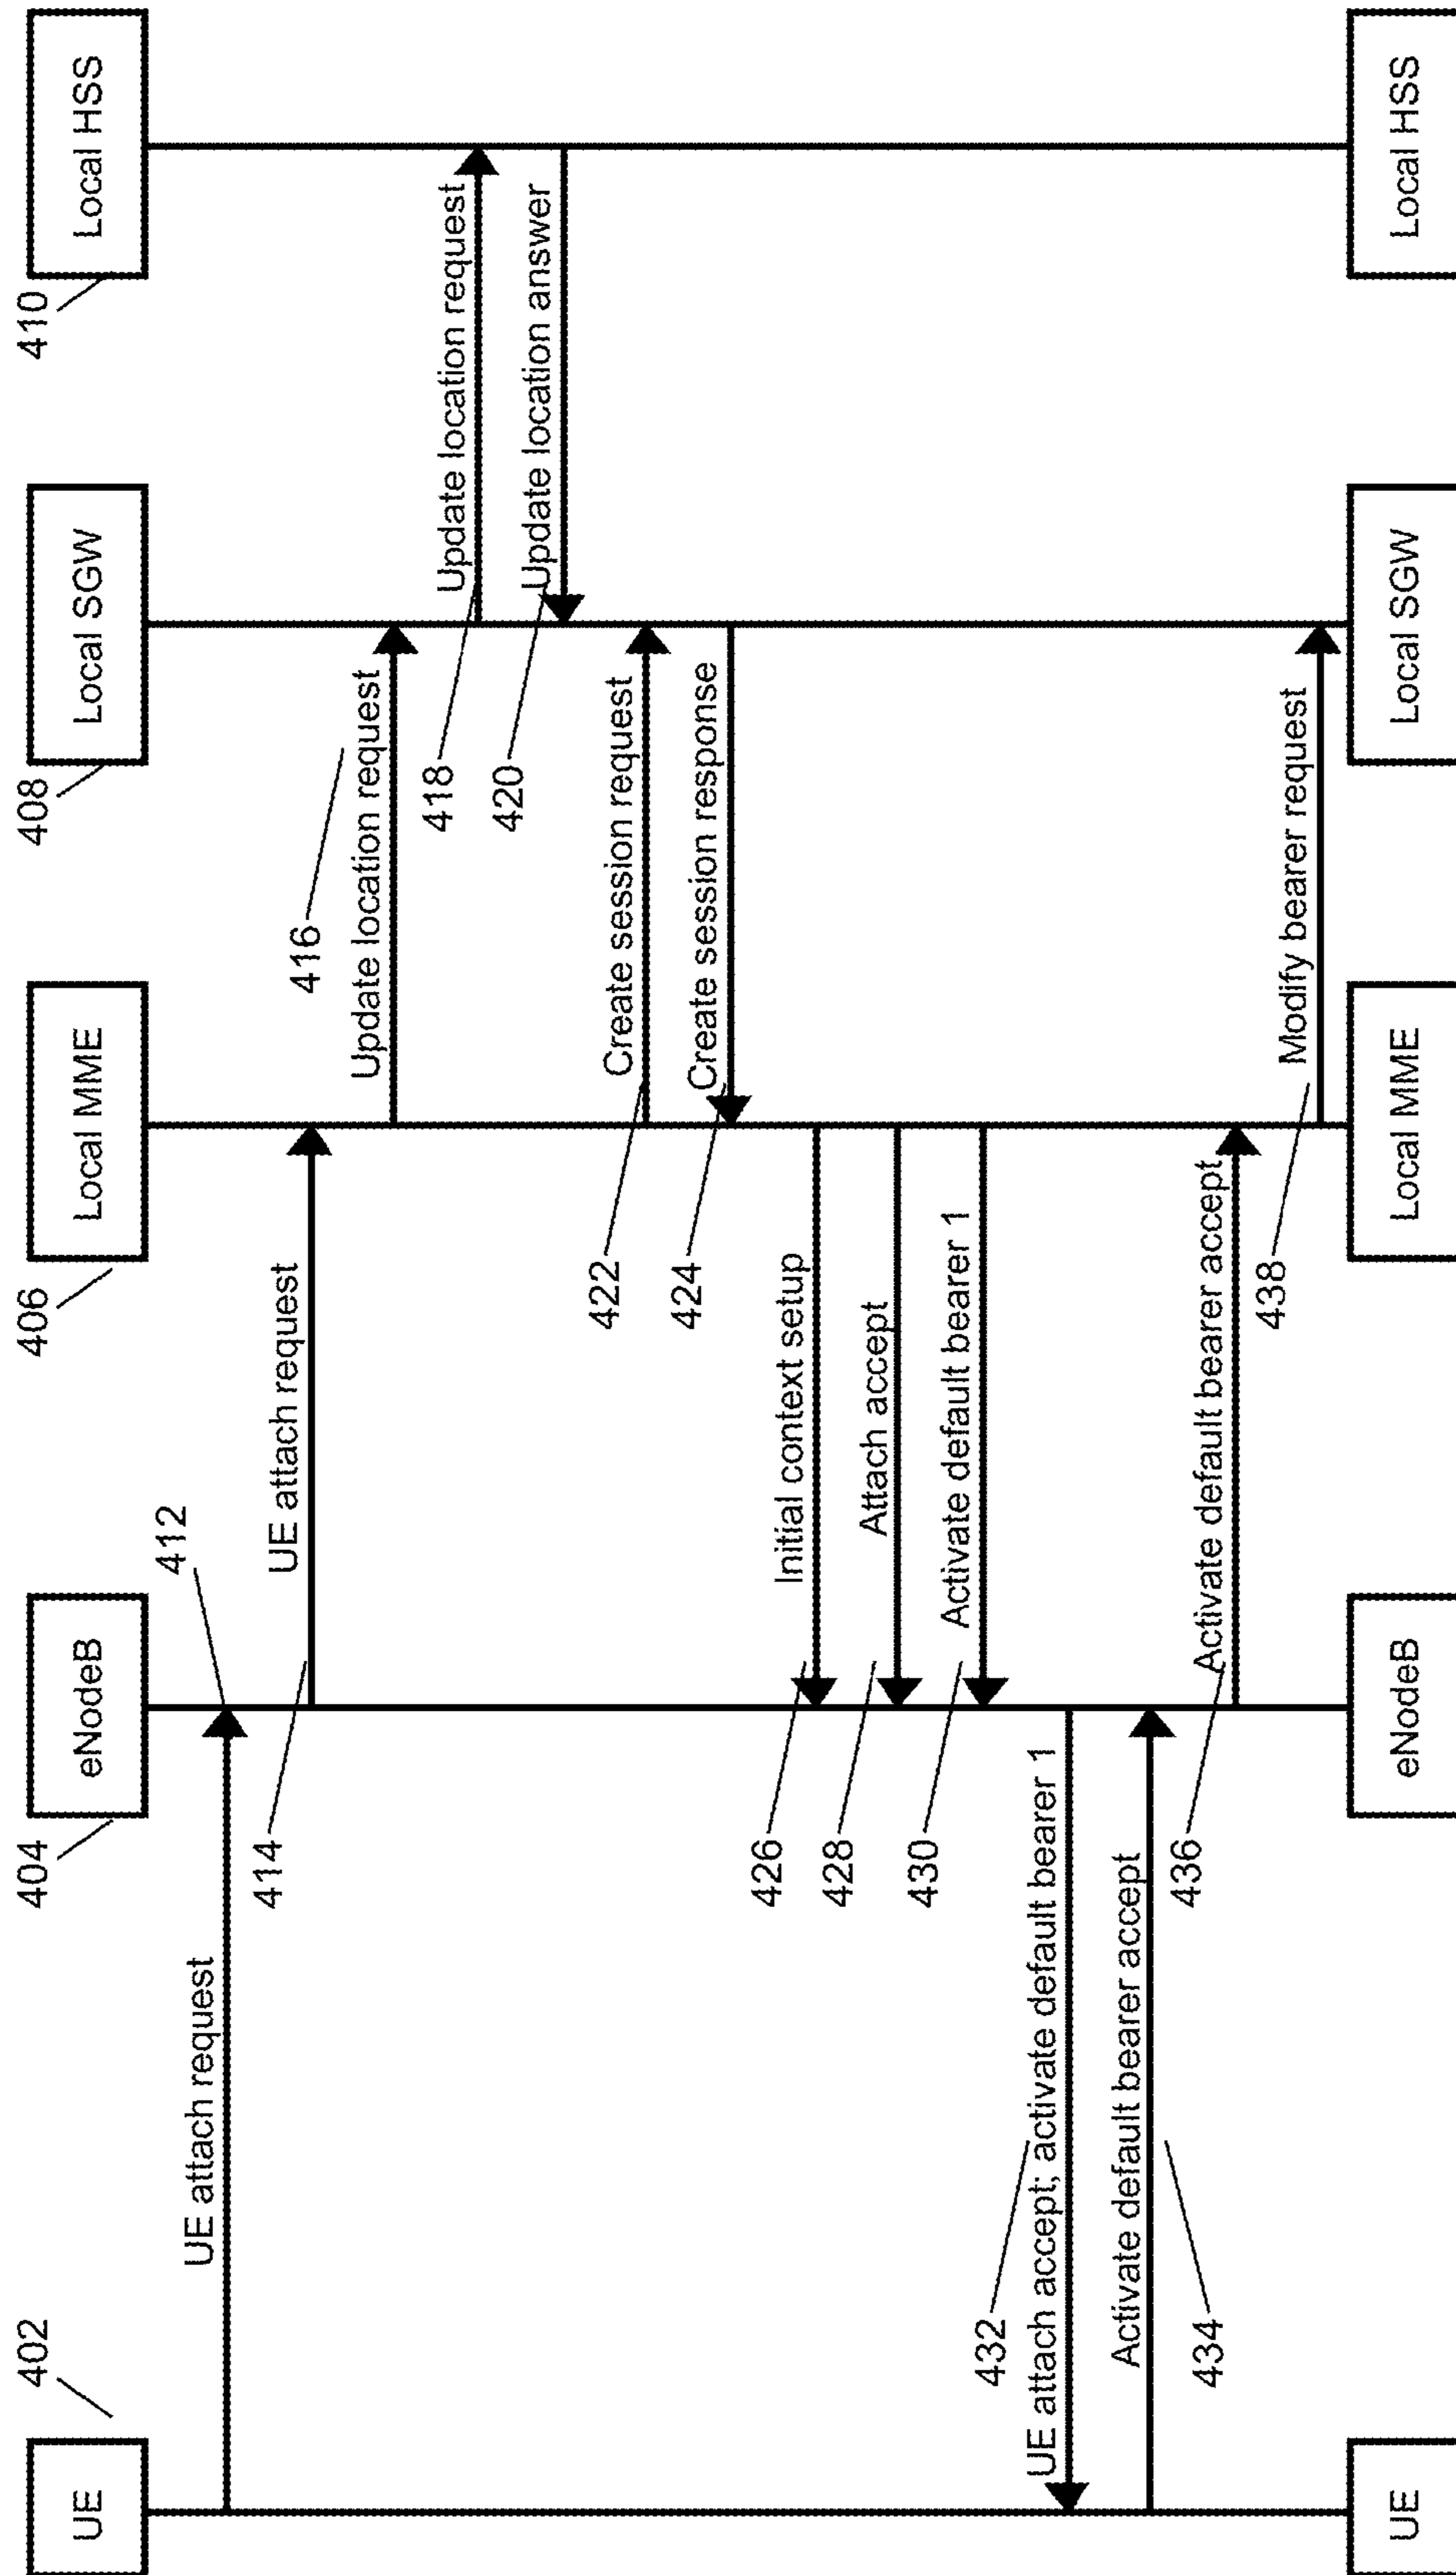 402
404
406
408
410
UE
eNodeB
Local MME
Local SGW
Local HSS
412
UE attach request
414
UE attach request
416
Update location request
418
Update location request
420
Update location answer
422
Create session request
424
Create session response
426
Initial context setup
428
Attach accept
430
Activate default bearer 1
432
UE attach accept; activate default bearer 1
Activate default bearer accept
434
436
Activate default bearer accept
438
Modify bearer request
UE
eNodeB
Local MME
Local SGW
Local HSS